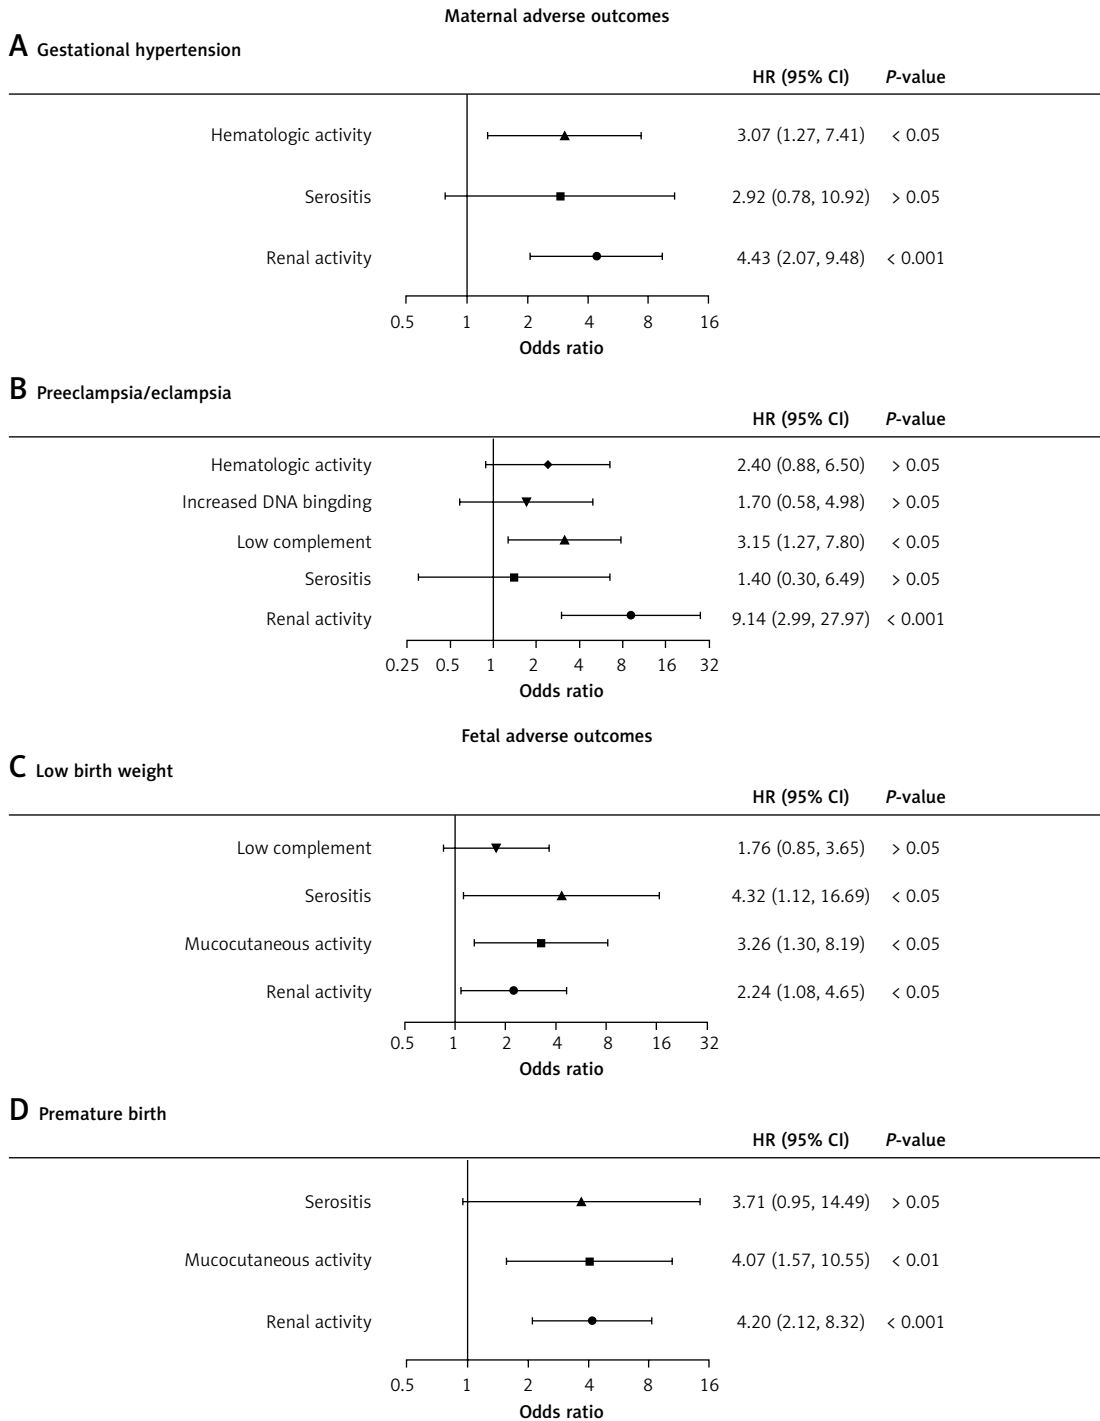 Maternal adverse outcomes
A Gestational hypertension
HR (95% CI) P-value
Hematologic activity 3.07 (1.27, 7.41) < 0.05
Serositis 2.92 (0.78, 10.92) > 0.05
Renal activity 4.43 (2.07, 9.48) < 0.001
0.5 1 2 4 8 16
Odds ratio
B Preeclampsia/eclampsia
HR (95% CI) P-value
Hematologic activity 2.40 (0.88, 6.50) > 0.05
Increased DNA bingding 1.70 (0.58, 4.98) > 0.05
Low complement 3.15 (1.27, 7.80) < 0.05
Serositis 1.40 (0.30, 6.49) > 0.05
Renal activity 9.14 (2.99, 27.97) < 0.001
0.25 0.5 1 2 4 8 16 32
Odds ratio
Fetal adverse outcomes
C Low birth weight
HR (95% CI) P-value
Low complement 1.76 (0.85, 3.65) > 0.05
Serositis 4.32 (1.12, 16.69) < 0.05
Mucocutaneous activity 3.26 (1.30, 8.19) < 0.05
Renal activity 2.24 (1.08, 4.65) < 0.05
0.5 1 2 4 8 16 32
Odds ratio
D Premature birth
HR (95% CI) P-value
Serositis 3.71 (0.95, 14.49) > 0.05
Mucocutaneous activity 4.07 (1.57, 10.55) < 0.01
Renal activity 4.20 (2.12, 8.32) < 0.001
0.5 1 2 4 8 16
Odds ratio